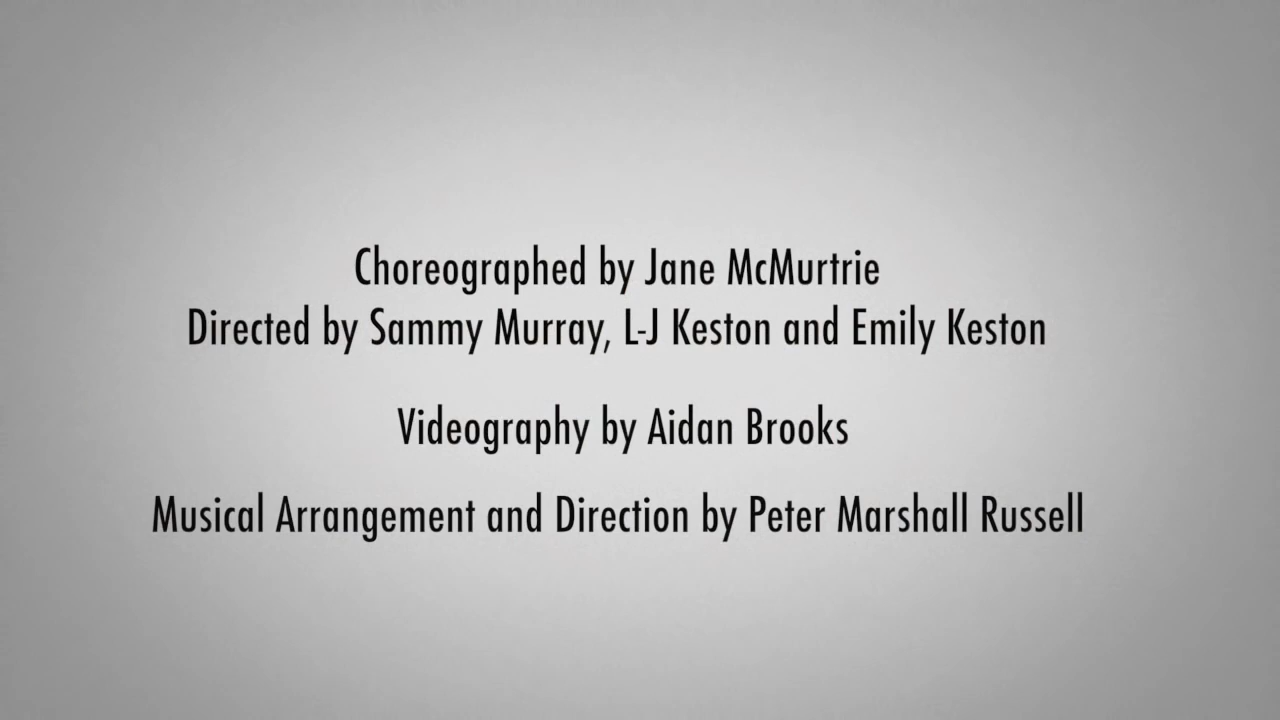 Choreographed by Jane McMurtrie
Directed by Sammy Murray, L-J Keston and Emily Keston
Videography by Aidan Brooks
Musical Arrangement and Direction by Peter Marshall Russell